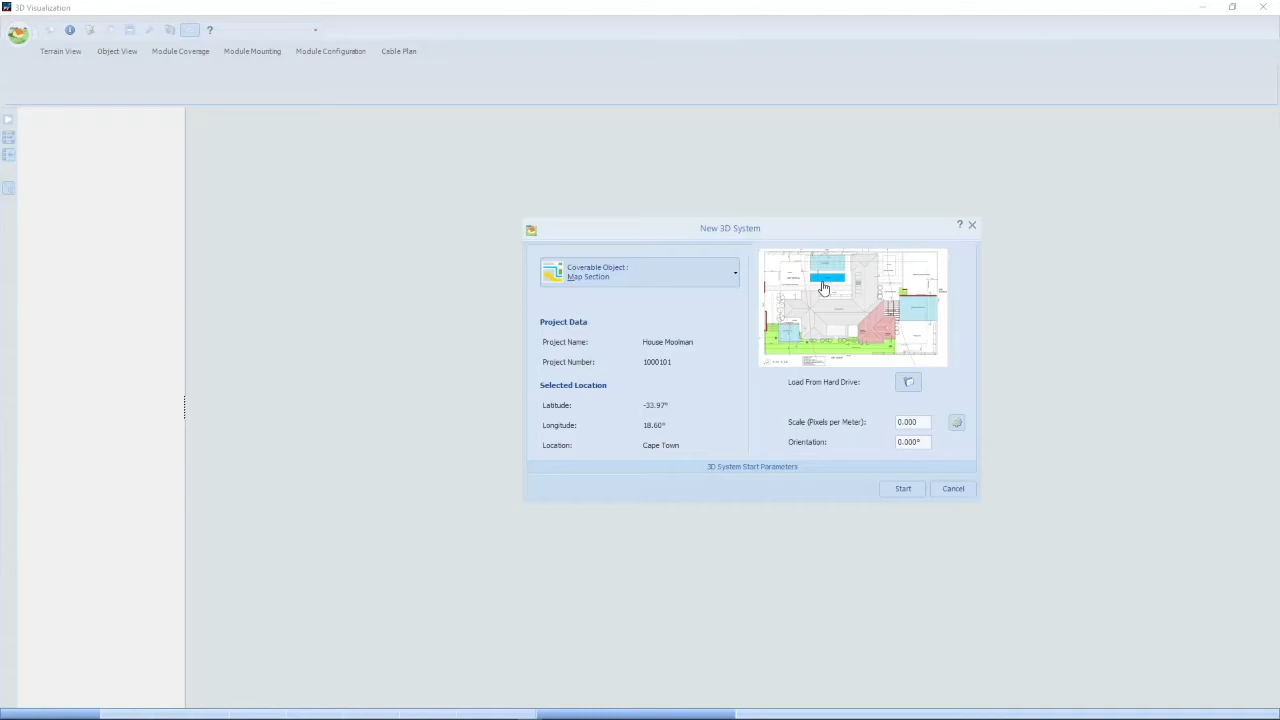 3D Visualization
Terrain View
Object View
Module Coverage
Module Mounting
Module Configuration
Cable Plan
New 3D System
Coverable Object :
Map Section
Project Data
Project Name: House Moolman
Project Number: 1000101
Selected Location
Latitude: -33.97°
Longitude: 18.60°
Location: Cape Town
Load From Hard Drive:
Scale (Pixels per Meter): 0.000
Orientation: 0.000°
3D System Start Parameters
Start
Cancel